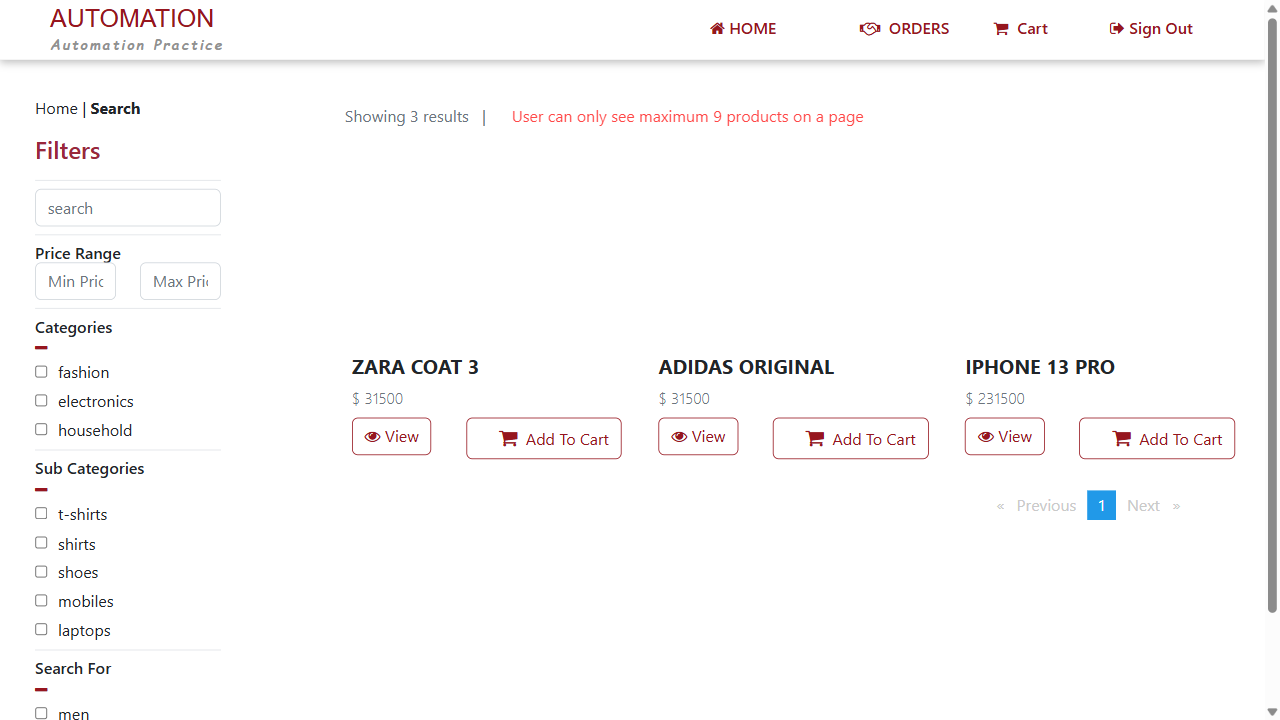 AUTOMATION
Automation Practice
HOME
ORDERS
Cart
Sign Out
Home | Search
Filters
search
Price Range
Min Pric
Max Pric
Categories
fashion
electronics
household
Sub Categories
t-shirts
shirts
shoes
mobiles
laptops
Search For
men
Showing 3 results |
User can only see maximum 9 products on a page
ZARA COAT 3
$ 31500
View
Add To Cart
ADIDAS ORIGINAL
$ 31500
View
Add To Cart
IPHONE 13 PRO
$ 231500
View
Add To Cart
« Previous 1 Next »